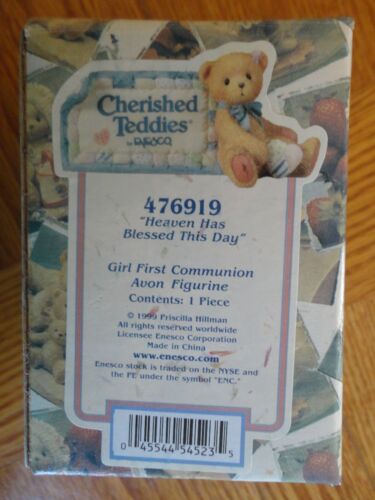 Cherished
Teddies®
by ENESCO
476919
"Heaven Has
Blessed This Day"
Girl First Communion
Avon Figurine
Contents: 1 Piece
© 1999 Priscilla Hillman
All rights reserved worldwide
Licensee Enesco Corporation
Made in China
www.enesco.com
Enesco stock is traded on the NYSE and
the PE under the symbol "ENC."
0 45544 54523 5